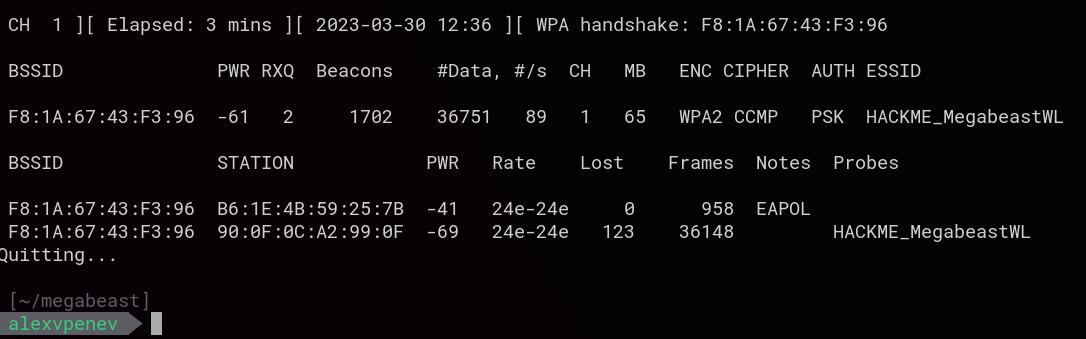 CH  1 ][ Elapsed: 3 mins ][ 2023-03-30 12:36 ][ WPA handshake: F8:1A:67:43:F3:96
BSSID              PWR RXQ  Beacons    #Data, #/s  CH   MB   ENC CIPHER  AUTH ESSID
F8:1A:67:43:F3:96  -61   2     1702    36751   89   1   65   WPA2 CCMP   PSK  HACKME_MegabeastWL
BSSID              STATION            PWR   Rate    Lost    Frames  Notes  Probes
F8:1A:67:43:F3:96  B6:1E:4B:59:25:7B  -41   24e-24e     0      958  EAPOL
F8:1A:67:43:F3:96  90:0F:0C:A2:99:0F  -69   24e-24e   123    36148         HACKME_MegabeastWL
Quitting...
[~/megabeast]
alexvpenev